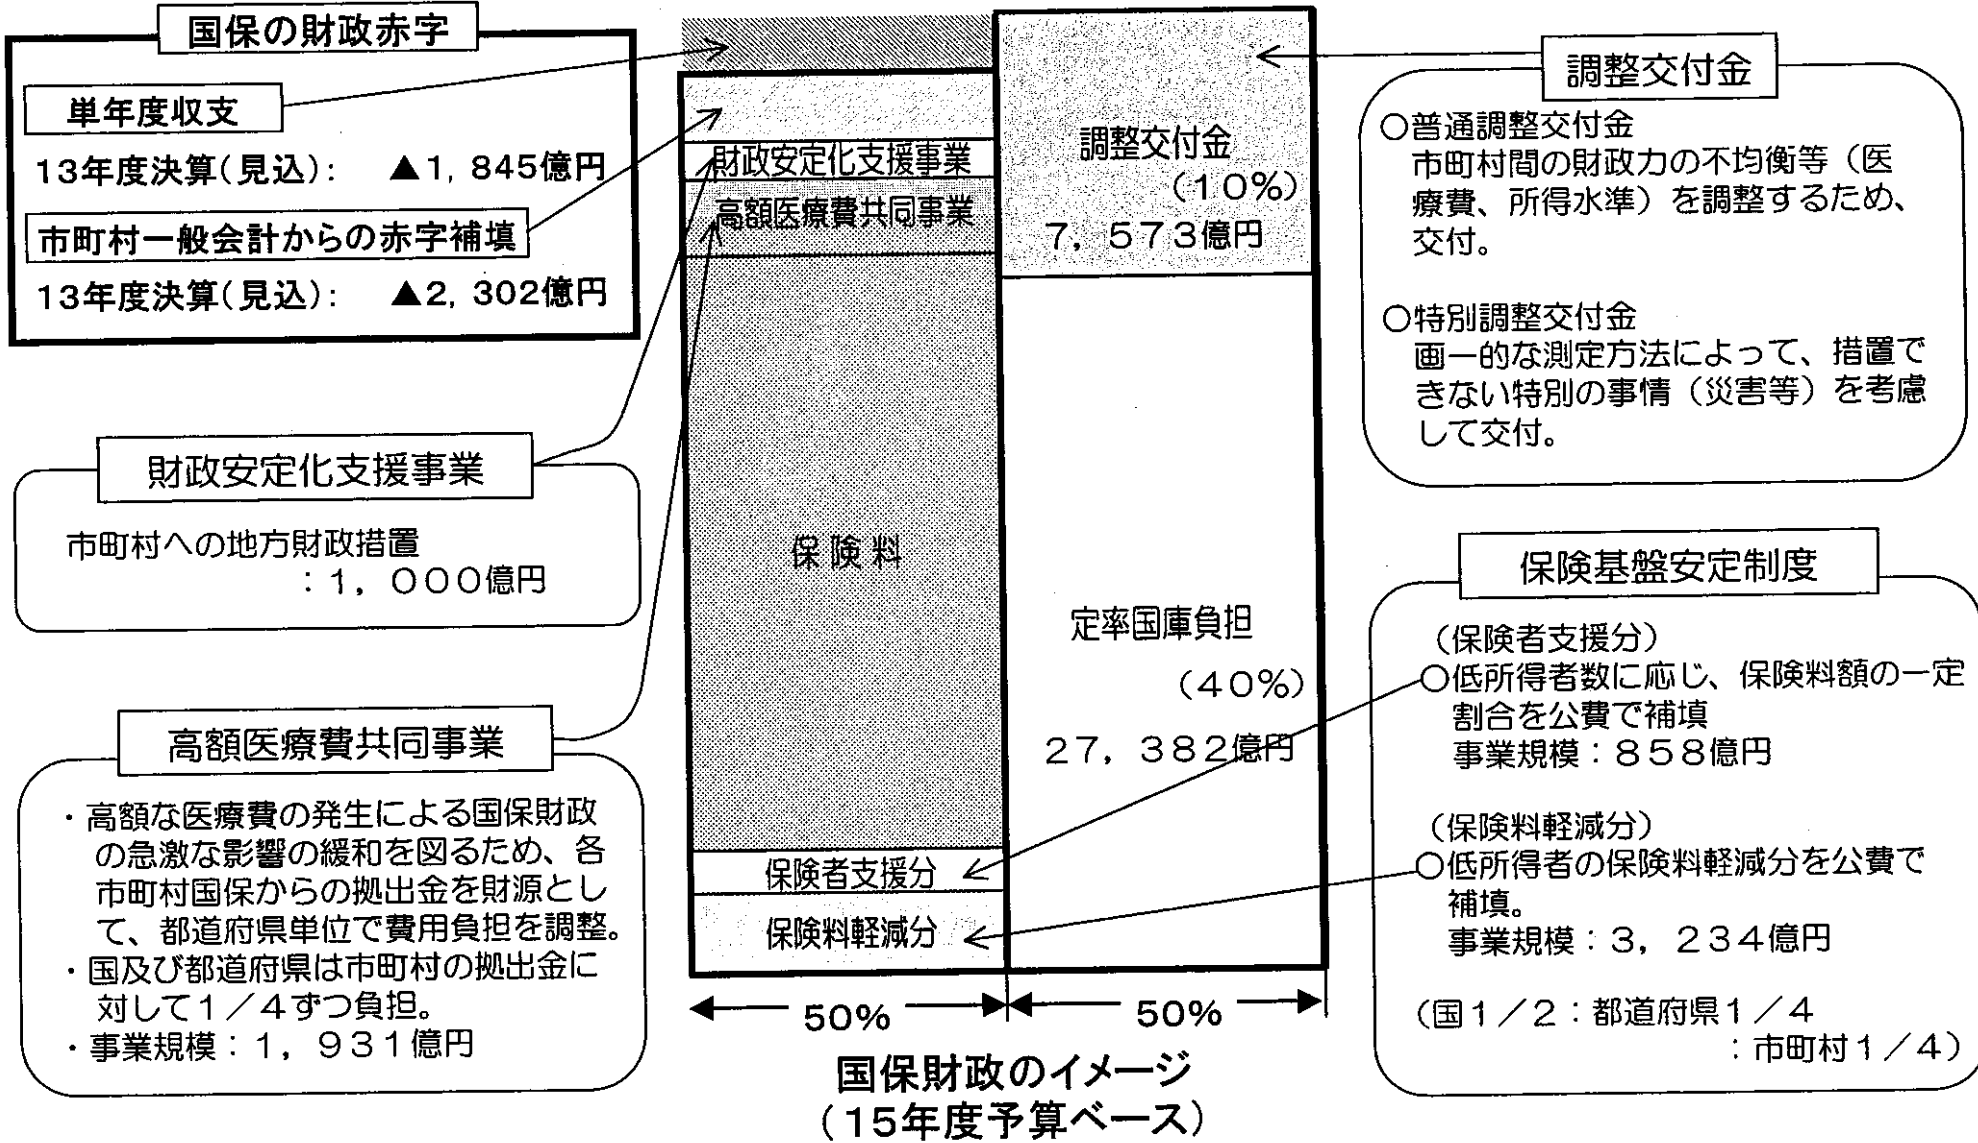 国保の財政赤字
単年度収支
13年度決算(見込): ▲1,845億円
市町村一般会計からの赤字補填
13年度決算(見込): ▲2,302億円
財政安定化支援事業
市町村への地方財政措置
:1,000億円
高額医療費共同事業
・高額な医療費の発生による国保財政
の急激な影響の緩和を図るため、各
市町村国保からの拠出金を財源とし
て、都道府県単位で費用負担を調整。
・国及び都道府県は市町村の拠出金に
対して1/4ずつ負担。
・事業規模:1,931億円
財政安定化支援事業
高額医療費共同事業
保険料
保険者支援分
保険料軽減分
調整交付金
(10%)
7,573億円
定率国庫負担
(40%)
27,382億円
50%
50%
国保財政のイメージ
(15年度予算ベース)
調整交付金
○普通調整交付金
市町村間の財政力の不均衡等(医
療費、所得水準)を調整するため、
交付。
○特別調整交付金
画一的な測定方法によって、措置で
きない特別の事情(災害等)を考慮
して交付。
保険基盤安定制度
(保険者支援分)
○低所得者数に応じ、保険料額の一定
割合を公費で補填
事業規模:858億円
(保険料軽減分)
○低所得者の保険料軽減分を公費で
補填。
事業規模:3,234億円
(国1/2:都道府県1/4
:市町村1/4)